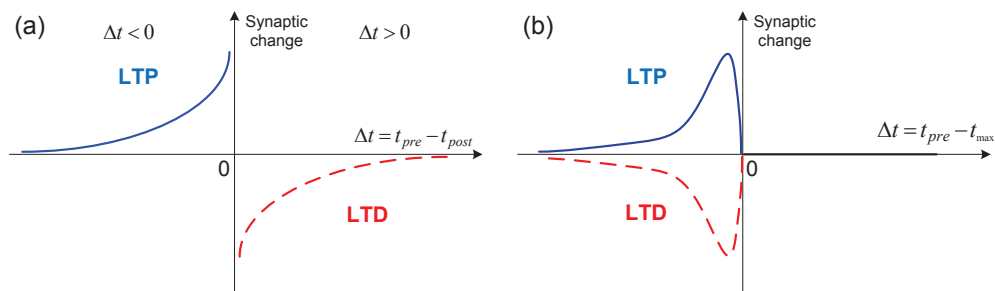 (a)
Δt < 0
Synaptic
change
Δt > 0
LTP
Δt = t_pre − t_post
0
LTD
(b)
Synaptic
change
LTP
Δt = t_pre − t_max
0
LTD